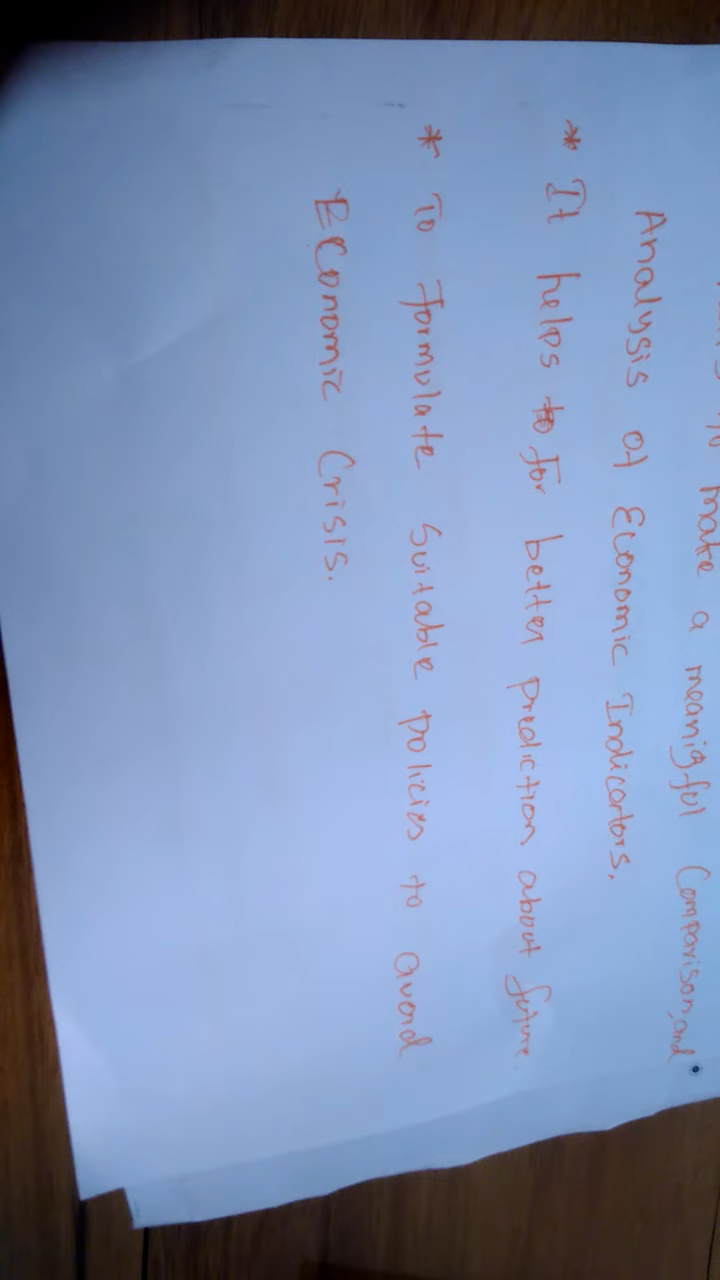 to make a meanigful Comparison, and
Analysis of Economic Indicators.
* It helps for better prediction about future.
* To formulate Suitable policies to avoid
Economic Crisis.